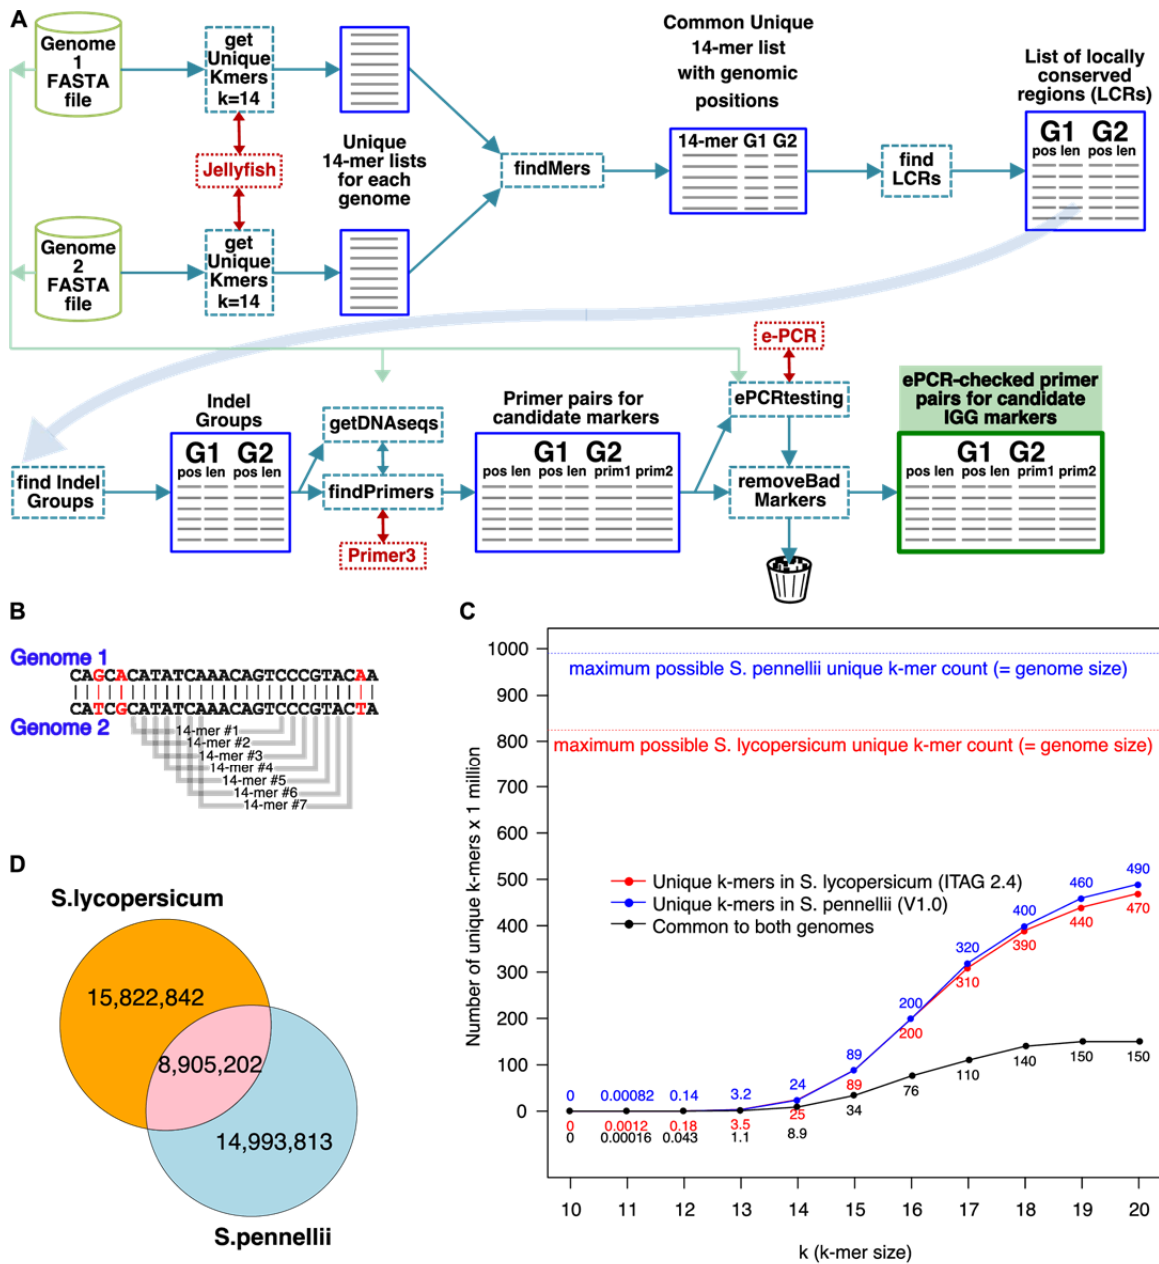 A
Genome
1
FASTA
file
get
Unique
Kmers
k=14
Jellyfish
Genome
2
FASTA
file
get
Unique
Kmers
k=14
Unique
14-mer lists
for each
genome
findMers
Common Unique
14-mer list
with genomic
positions
14-mer G1 G2
find
LCRs
List of locally
conserved
regions (LCRs)
G1 G2
pos len pos len
find Indel
Groups
Indel
Groups
G1 G2
pos len pos len
getDNAseqs
findPrimers
Primer3
Primer pairs for
candidate markers
G1 G2
pos len pos len prim1 prim2
e-PCR
ePCRtesting
removeBad
Markers
ePCR-checked primer
pairs for candidate
IGG markers
G1 G2
pos len pos len prim1 prim2
B
Genome 1
CAGCACATATCAAACAGTCCCGTACAA
CATCGCATATCAAACAGTCCCGTACTA
Genome 2
14-mer #1
14-mer #2
14-mer #3
14-mer #4
14-mer #5
14-mer #6
14-mer #7
C
Number of unique k-mers x 1 million
1000
900
800
700
600
500
400
300
200
100
0
maximum possible S. pennellii unique k-mer count (= genome size)
maximum possible S. lycopersicum unique k-mer count (= genome size)
Unique k-mers in S. lycopersicum (ITAG 2.4)
Unique k-mers in S. pennellii (V1.0)
Common to both genomes
0 0.00082 0.14 3.2 24 89 200 320 400 460 490
0 0.0012 0.18 3.5 25 89 200 310 390 440 470
0 0.00016 0.043 1.1 8.9 34 76 110 140 150 150
10 11 12 13 14 15 16 17 18 19 20
k (k-mer size)
D
S.lycopersicum
15,822,842
8,905,202
14,993,813
S.pennellii